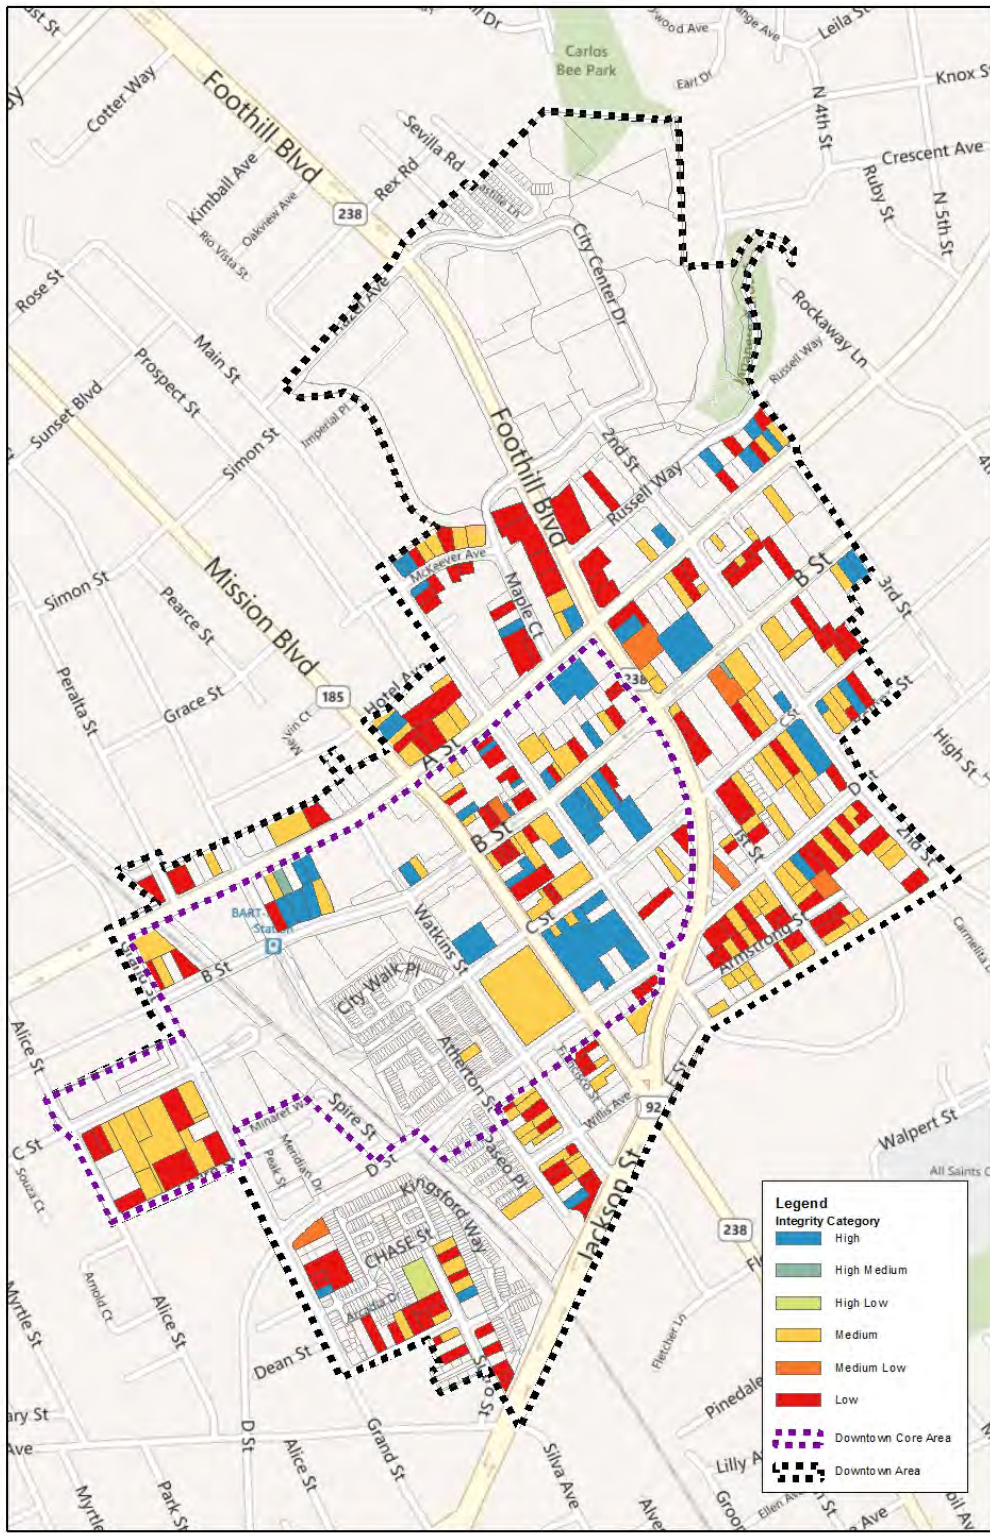 Dr
Leila St
Carlos
Bee Park
Earl Dr
Knox St
Cotter Way
Foothill Blvd
Sevilla Rd
N 4th St
Crescent Ave
Kimball Ave
Rex Rd
Ruby St
Oakview Ave
238
N 5th St
Rio Vista St
City Center Dr
Rose St
Rockaway Ln
Main St
Prospect St
Russell Way
Sunset Blvd
Imperial Pl
Simon St
Foothill Blvd
2nd St
Russell Way
McKeever Ave
Mission Blvd
Simon St
Maple Ct
B St
3rd St
Pearce St
Peralta St
Grace St
185
Hotel Ave
238
A St
C St
High St
D St
B St
1st St
2nd St
BART
Station
Watkins St
C St
Armstrong St
B St
City Walk Pl
Alice St
Atherton St
E St
Willis Ave
92
Spire St
Minaret W
C St
Souza Ct
Peak St
Meridian Dr
D St
Paseo Pl
Walpert St
All Saints C
Kingsford Way
Jackson St
238
CHASE St
Arcadia D
Arnold Ct
Myrtle St
Alice St
Dean St
Fletcher Ln
Pinedale
ary St
Ave
D St
Grand St
Alice St
Silva Ave
Lilly A
Myrtle
Park St
Legend
Integrity Category
High
High Medium
High Low
Medium
Medium Low
Low
Downtown Core Area
Downtown Area